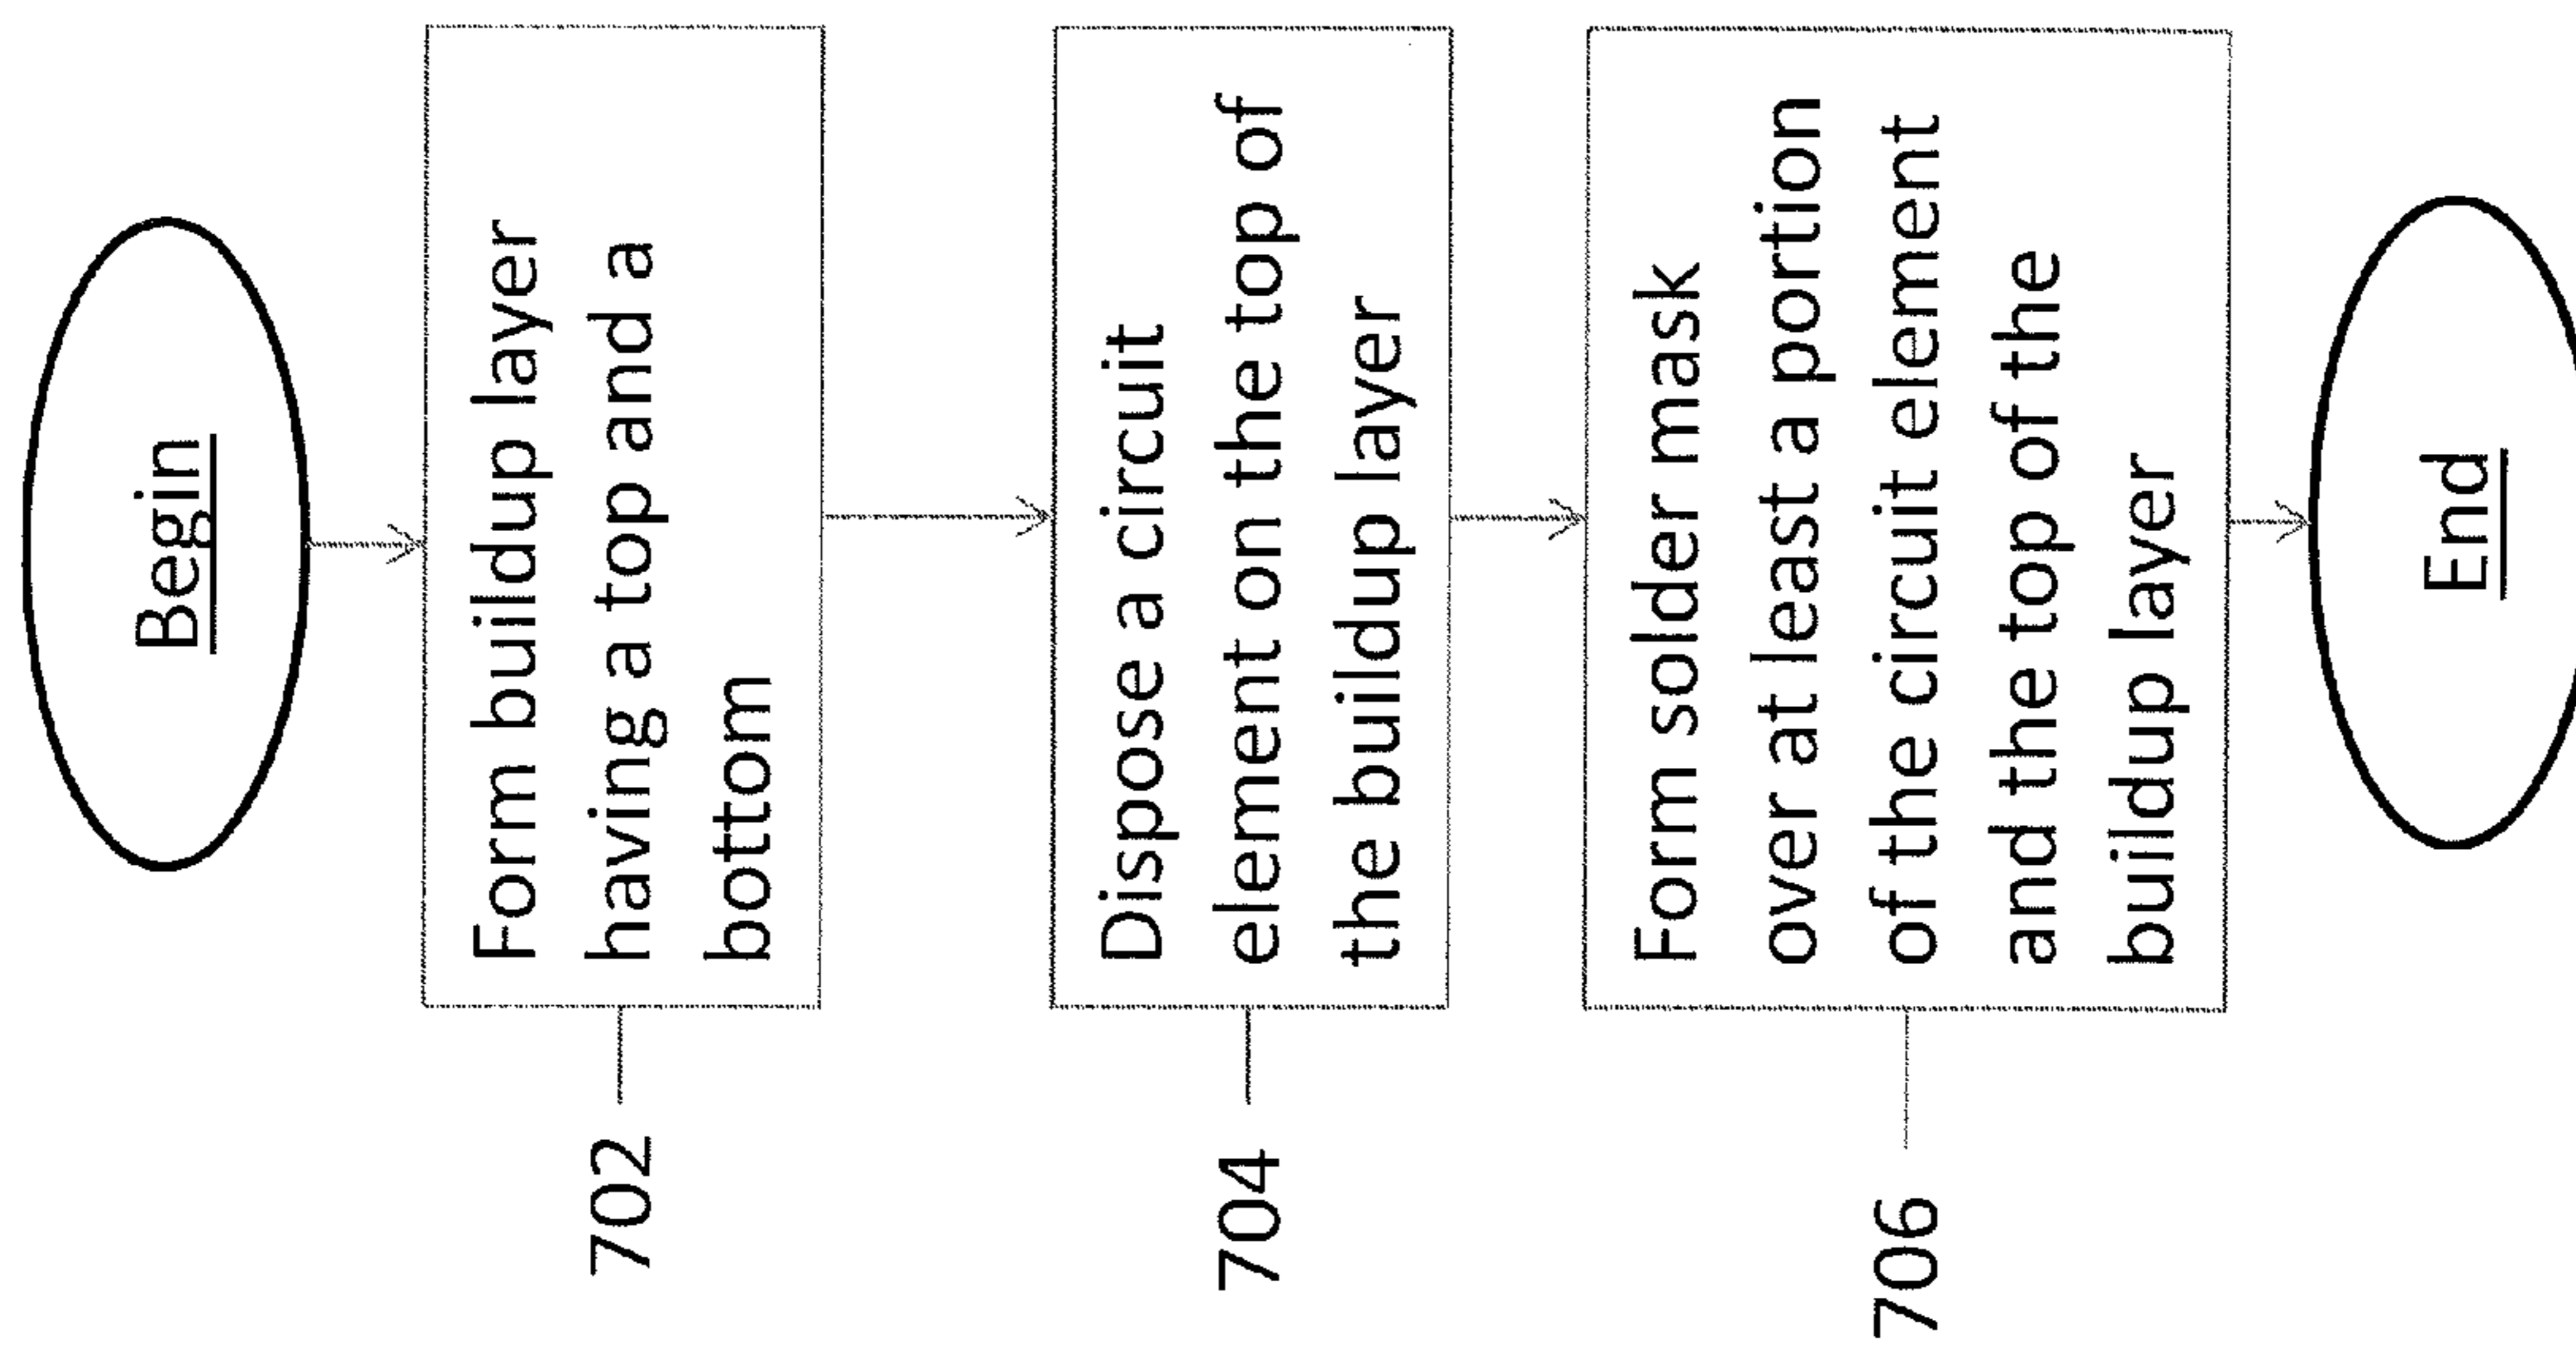 Begin
702
Form buildup layer
having a top and a
bottom
704
Dispose a circuit
element on the top of
the buildup layer
706
Form solder mask
over at least a portion
of the circuit element
and the top of the
buildup layer
End